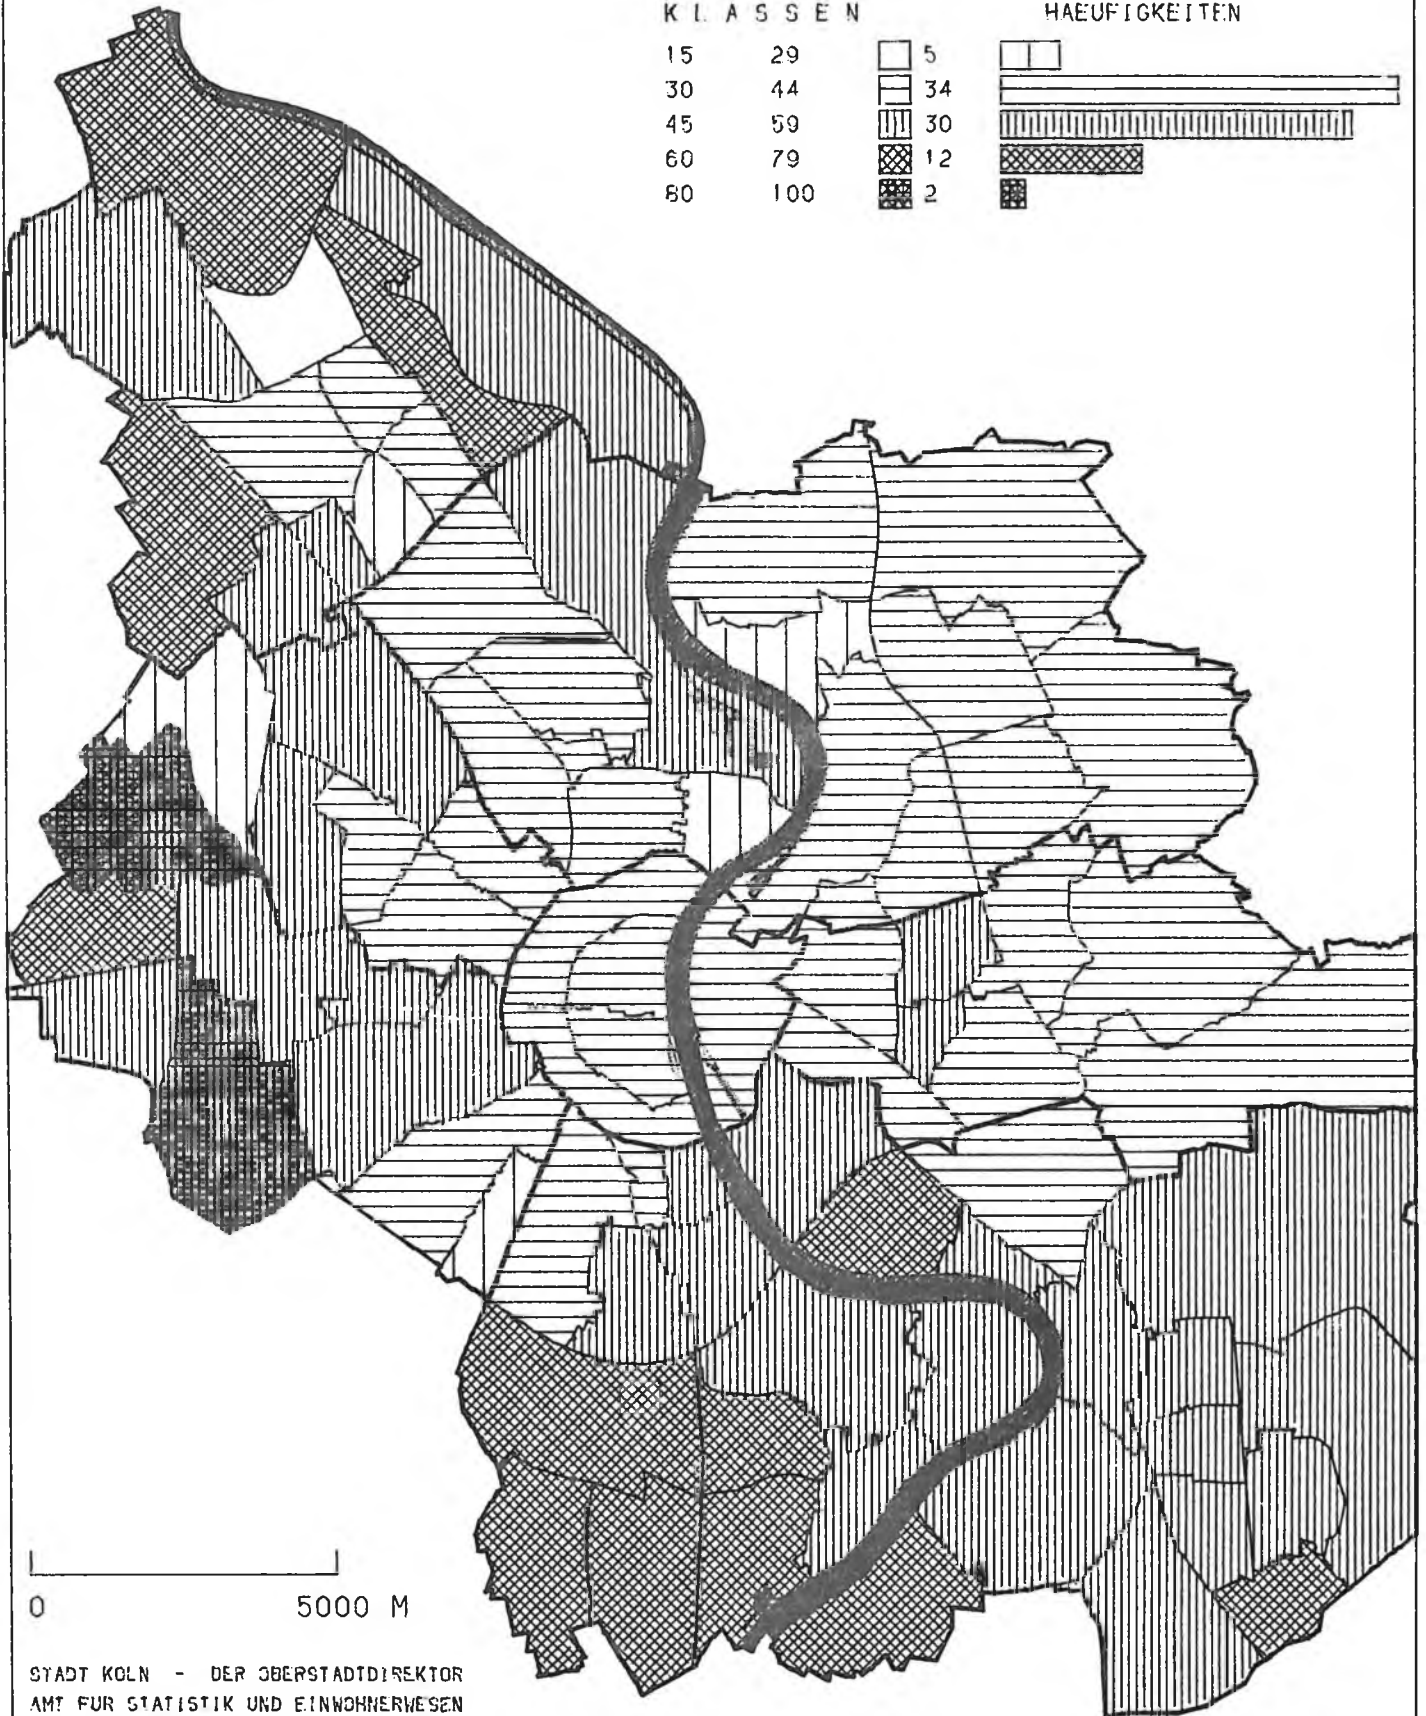 KLASSEN HAEUFIGKEITEN
15 29 5
30 44 34
45 59 30
60 79 12
80 100 2
0 5000 M
STADT KOLN - DER OBERSTADTDIREKTOR
AMT FUR STATISTIK UND EINWOHNERWESEN